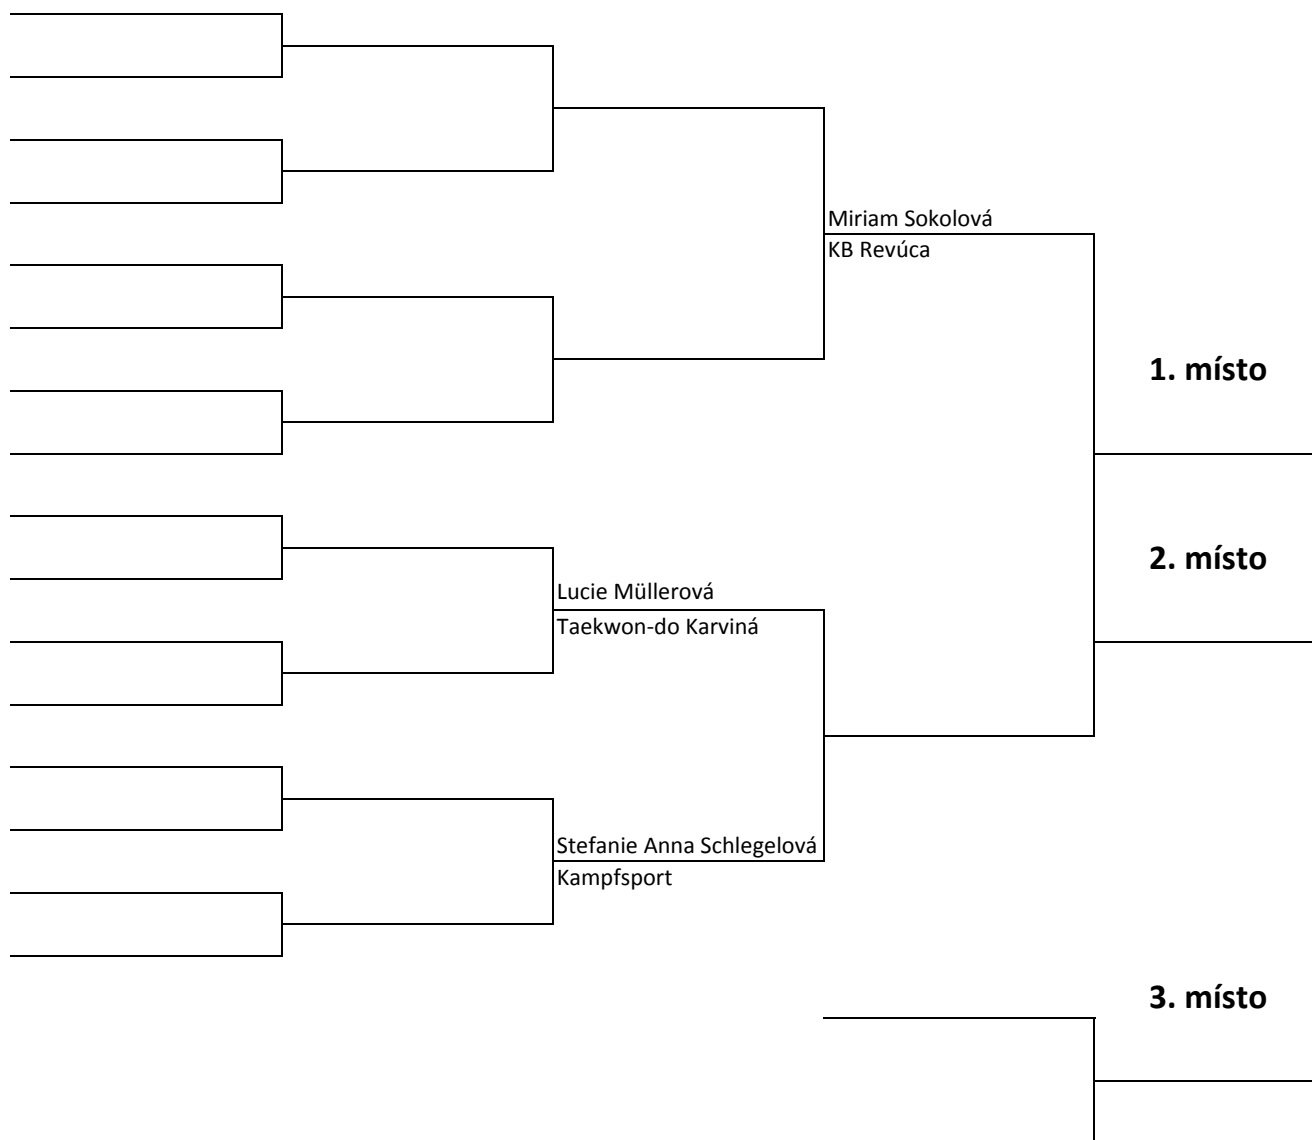 Miriam Sokolová
KB Revúca
1. místo
2. místo
Lucie Müllerová
Taekwon-do Karviná
Stefanie Anna Schlegelová
Kampfsport
3. místo